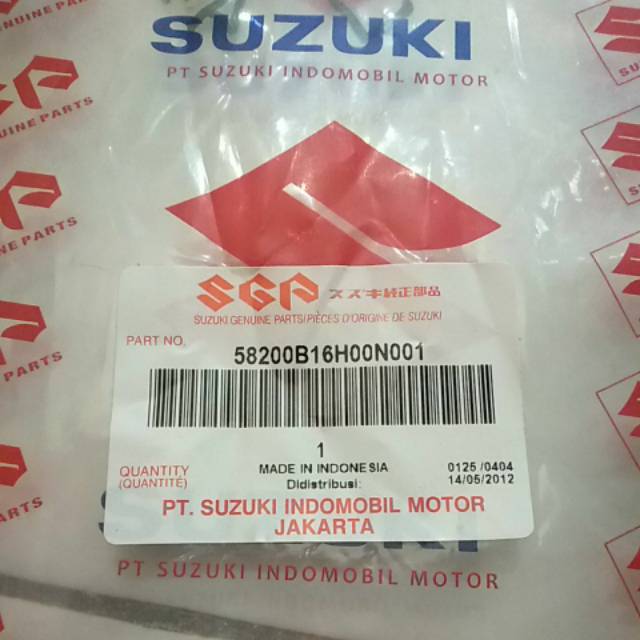 SUZUKI
PT SUZUKI INDOMOBIL MOTOR
GENUINE PARTS
SGP スズキ純正部品
SUZUKI GENUINE PARTS/PIÈCES D'ORIGINE DE SUZUKI
PART NO.
58200B16H00N001
1
QUANTITY
(QUANTITÉ)
MADE IN INDONESIA
Didistribusi:
0125 /0404
14/05/2012
PT. SUZUKI INDOMOBIL MOTOR
JAKARTA
PT SUZUKI INDOMOBIL MOTOR